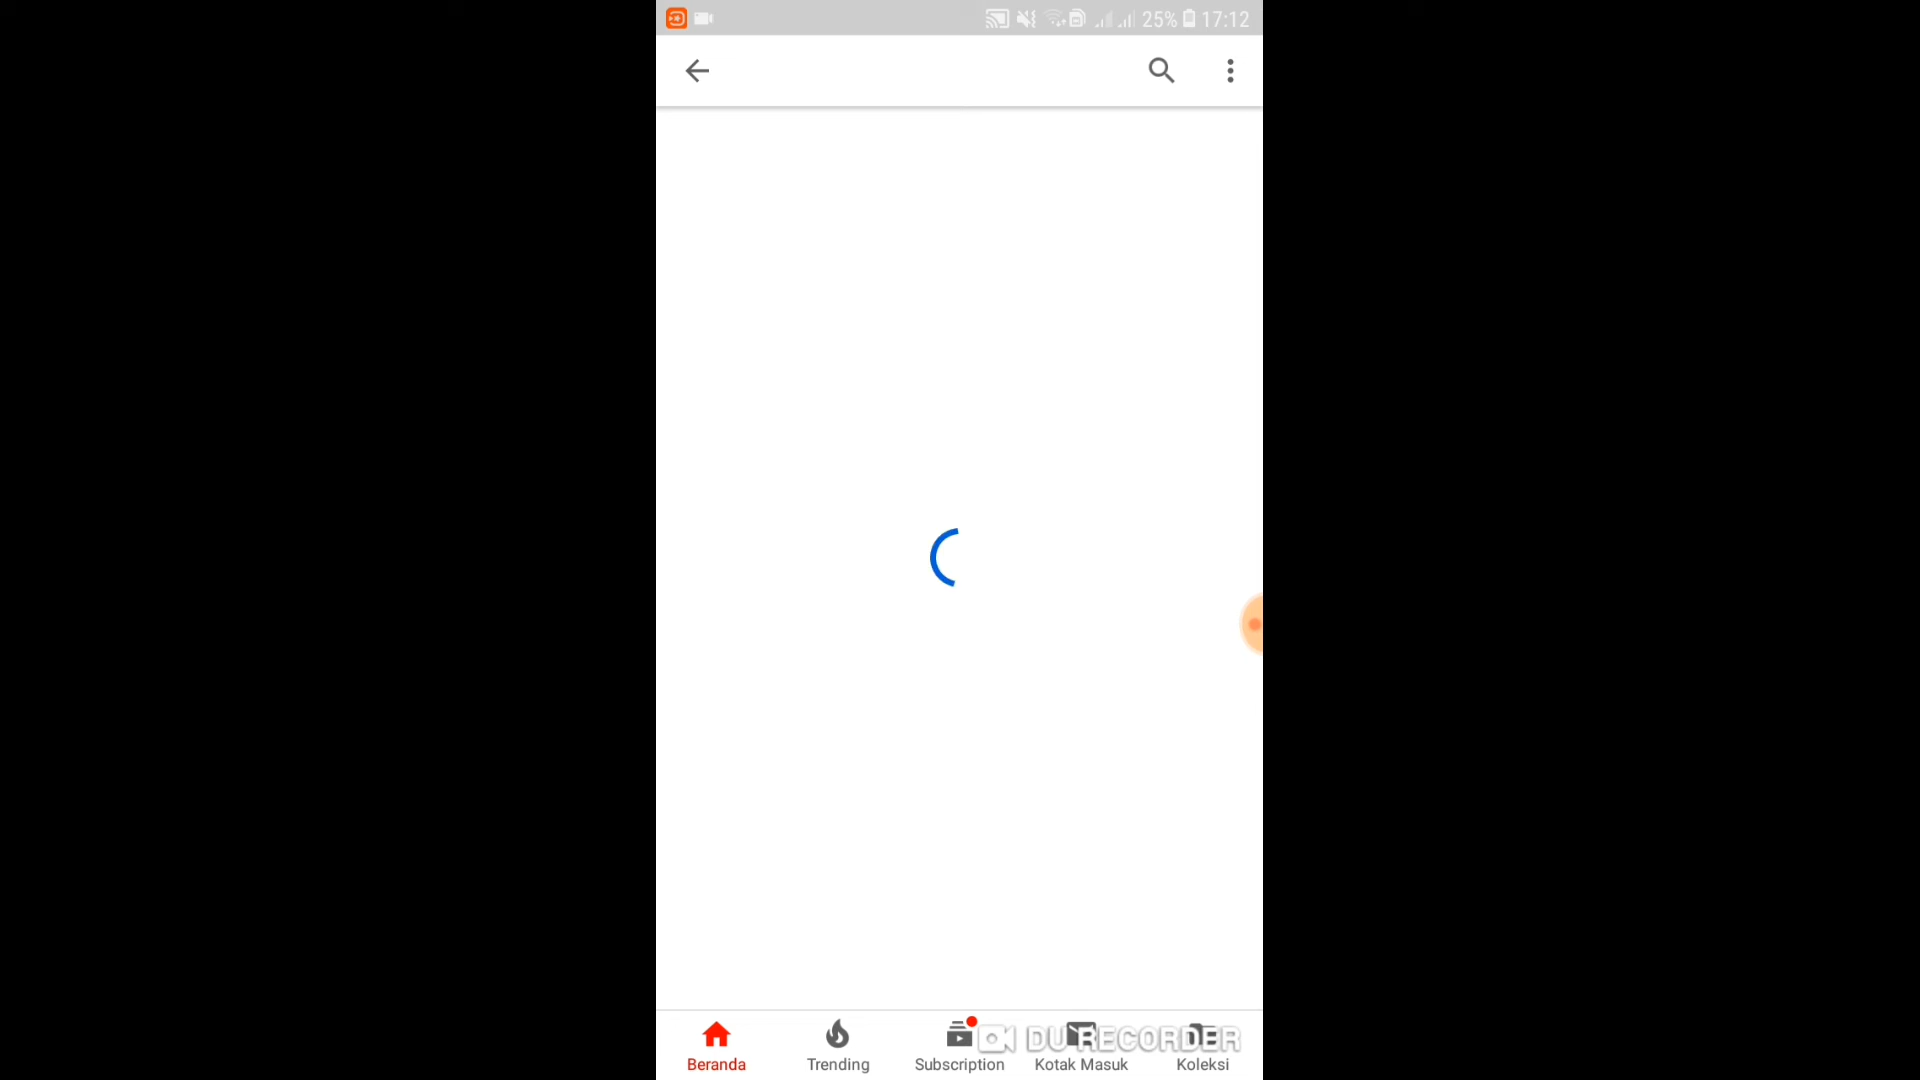 25% 17:12
DU RECORDER
Beranda Trending Subscription Kotak Masuk Koleksi